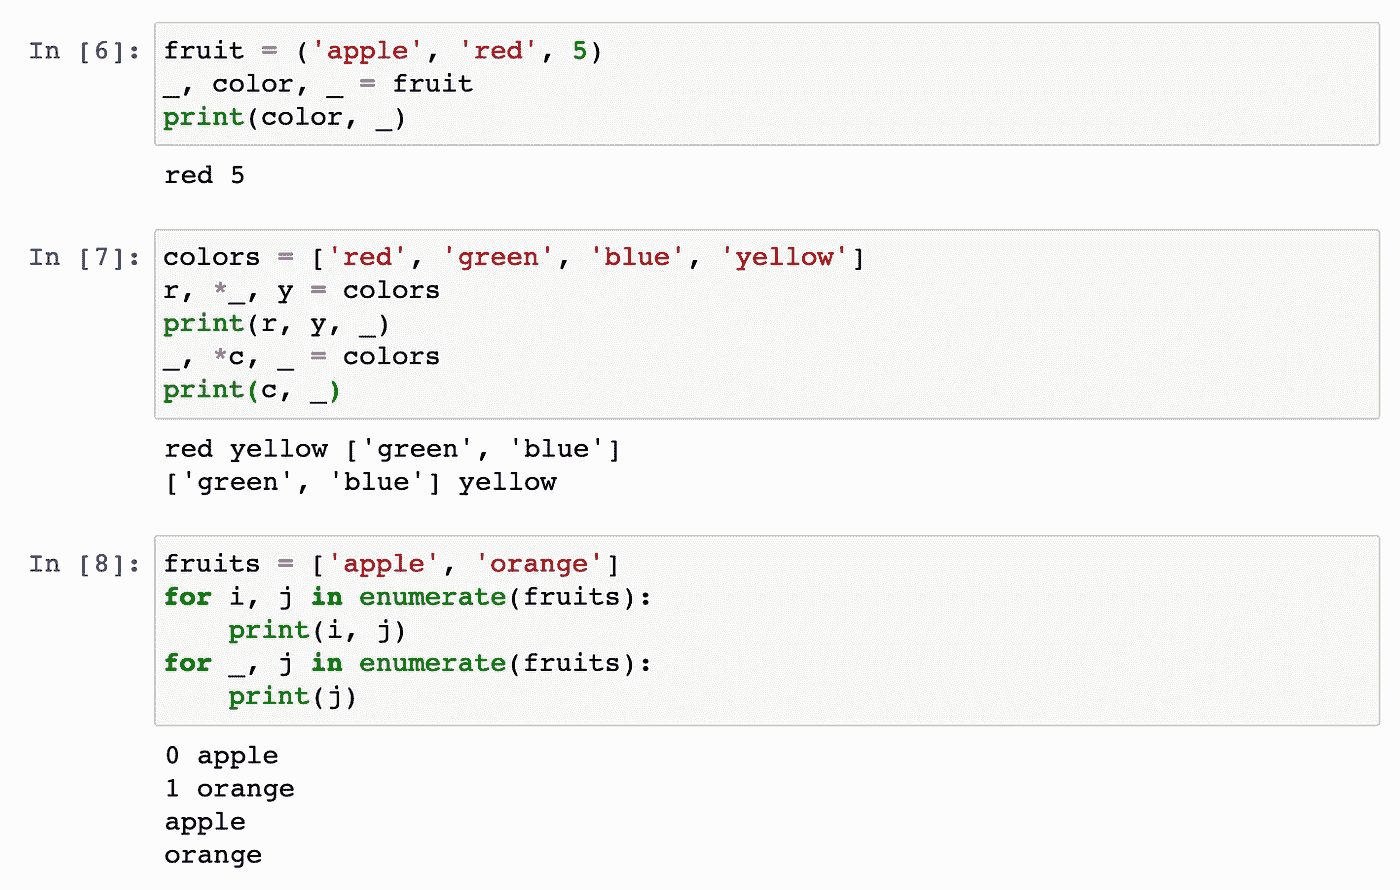 In [6]: fruit = ('apple', 'red', 5)
_, color, _ = fruit
print(color, _)
red 5
In [7]: colors = ['red', 'green', 'blue', 'yellow']
r, *_, y = colors
print(r, y, _)
_, *c, _ = colors
print(c, _)
red yellow ['green', 'blue']
['green', 'blue'] yellow
In [8]: fruits = ['apple', 'orange']
for i, j in enumerate(fruits):
    print(i, j)
for _, j in enumerate(fruits):
    print(j)
0 apple
1 orange
apple
orange